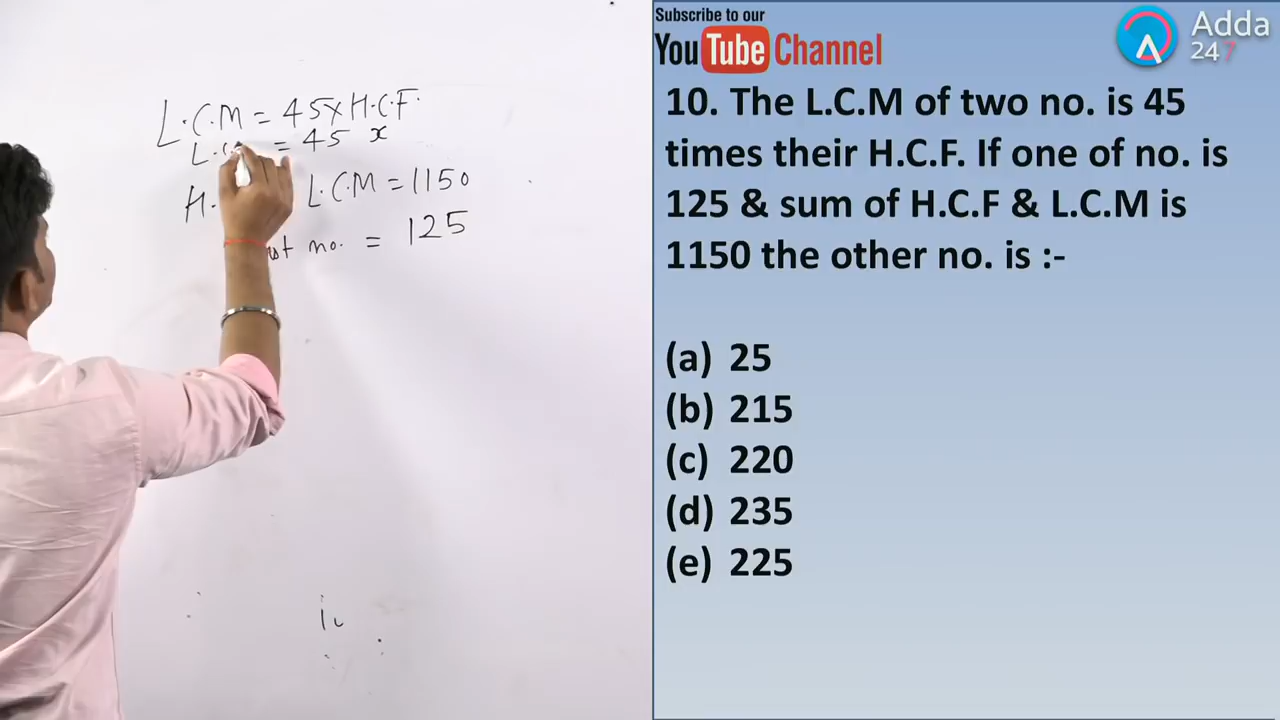 L.C.M = 45xH.C.F.
= 45 x
H. L.C.M = 1150
no. = 125
Subscribe to our
YouTube Channel
Adda
247
10. The L.C.M of two no. is 45
times their H.C.F. If one of no. is
125 & sum of H.C.F & L.C.M is
1150 the other no. is :-
(a) 25
(b) 215
(c) 220
(d) 235
(e) 225